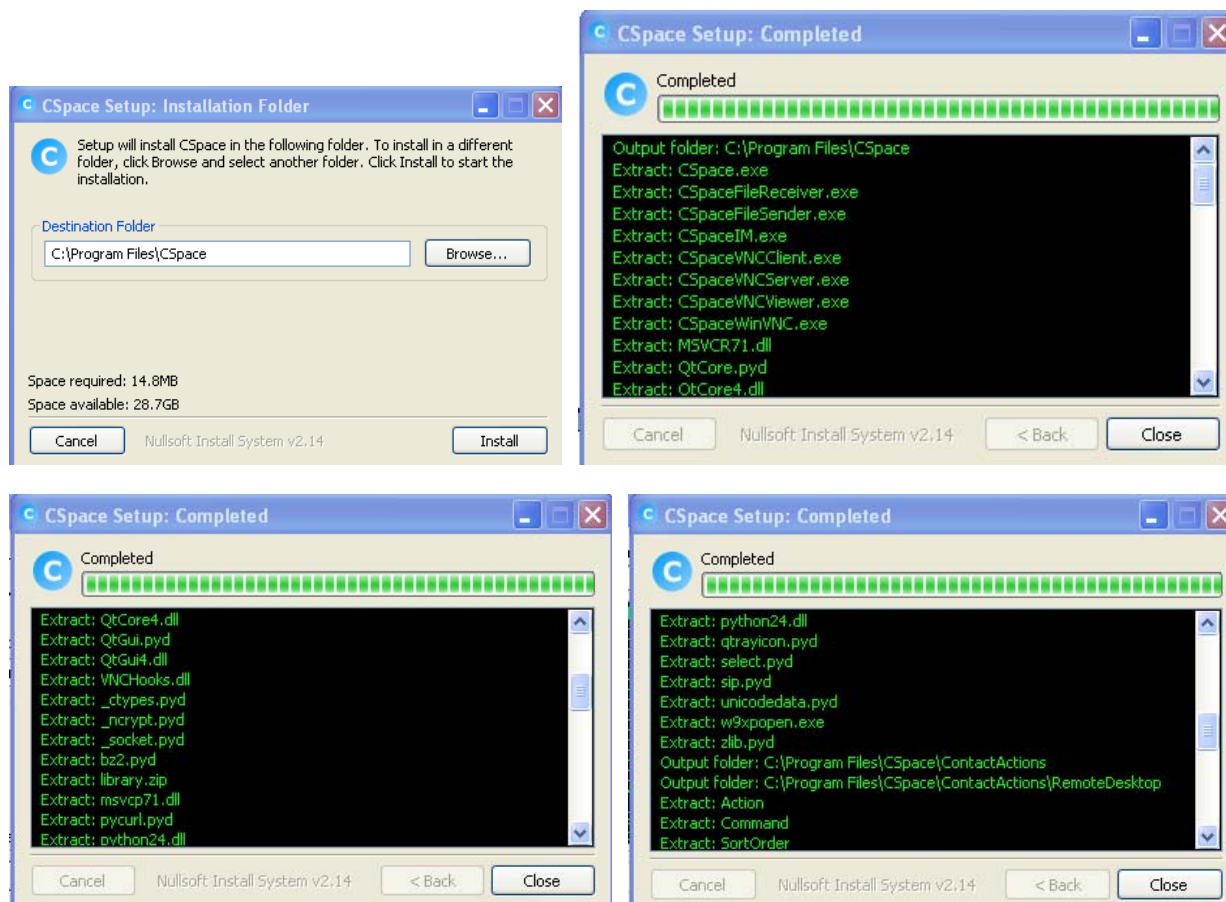 CSpace Setup: Installation Folder
Setup will install CSpace in the following folder. To install in a different
folder, click Browse and select another folder. Click Install to start the
installation.
Destination Folder
C:\Program Files\CSpace
Browse...
Space required: 14.8MB
Space available: 28.7GB
Cancel
Nullsoft Install System v2.14
Install
CSpace Setup: Completed
Completed
Output folder: C:\Program Files\CSpace
Extract: CSpace.exe
Extract: CSpaceFileReceiver.exe
Extract: CSpaceFileSender.exe
Extract: CSpaceIM.exe
Extract: CSpaceVNCClient.exe
Extract: CSpaceVNCServer.exe
Extract: CSpaceVNCViewer.exe
Extract: CSpaceWinVNC.exe
Extract: MSVCR71.dll
Extract: QtCore.pyd
Extract: QtCore4.dll
Cancel
Nullsoft Install System v2.14
< Back
Close
CSpace Setup: Completed
Completed
Extract: QtCore4.dll
Extract: QtGui.pyd
Extract: QtGui4.dll
Extract: VNCHooks.dll
Extract: _ctypes.pyd
Extract: _ncrypt.pyd
Extract: _socket.pyd
Extract: bz2.pyd
Extract: library.zip
Extract: msvcp71.dll
Extract: pycurl.pyd
Extract: python24.dll
Cancel
Nullsoft Install System v2.14
< Back
Close
CSpace Setup: Completed
Completed
Extract: python24.dll
Extract: qtrayicon.pyd
Extract: select.pyd
Extract: sip.pyd
Extract: unicodedata.pyd
Extract: w9xpopen.exe
Extract: zlib.pyd
Output folder: C:\Program Files\CSpace\ContactActions
Output folder: C:\Program Files\CSpace\ContactActions\RemoteDesktop
Extract: Action
Extract: Command
Extract: SortOrder
Cancel
Nullsoft Install System v2.14
< Back
Close